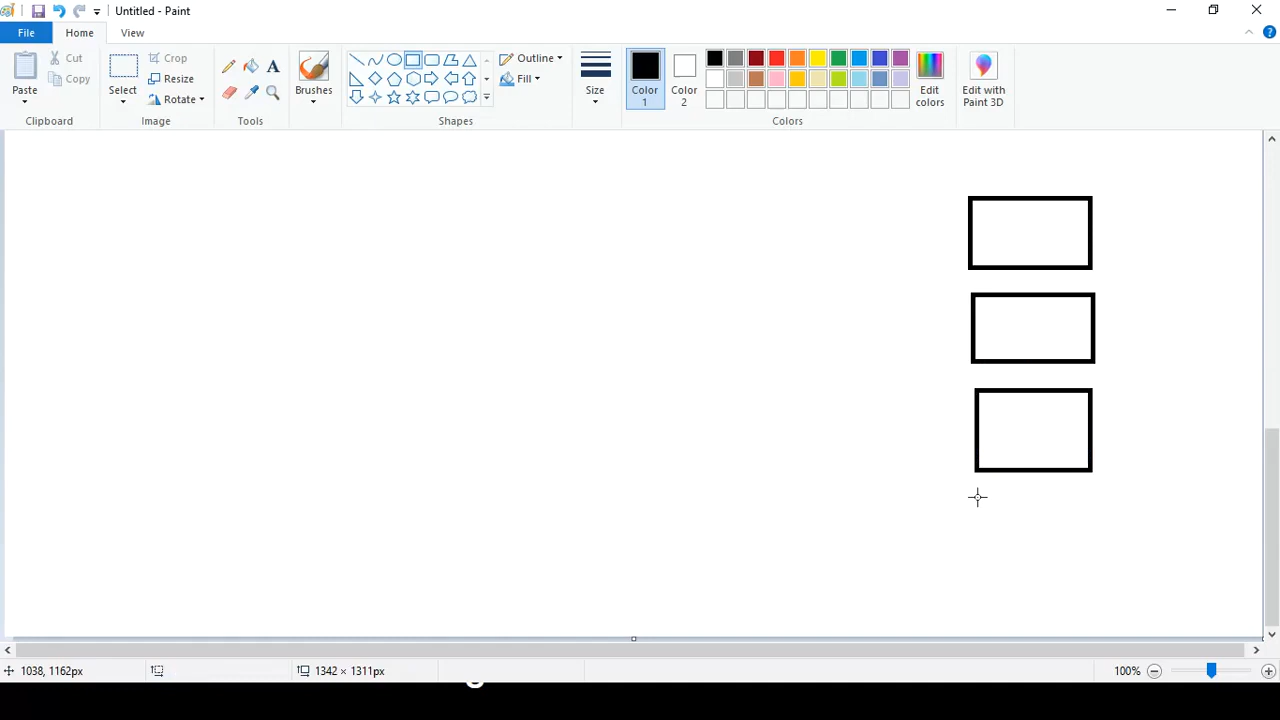 Untitled - Paint
File
Home
View
Paste
Cut
Copy
Clipboard
Select
Crop
Resize
Rotate
Image
Tools
Brushes
Shapes
Outline
Fill
Size
Color 1
Color 2
Edit colors
Colors
Edit with Paint 3D
1038, 1162px
1342 × 1311px
100%